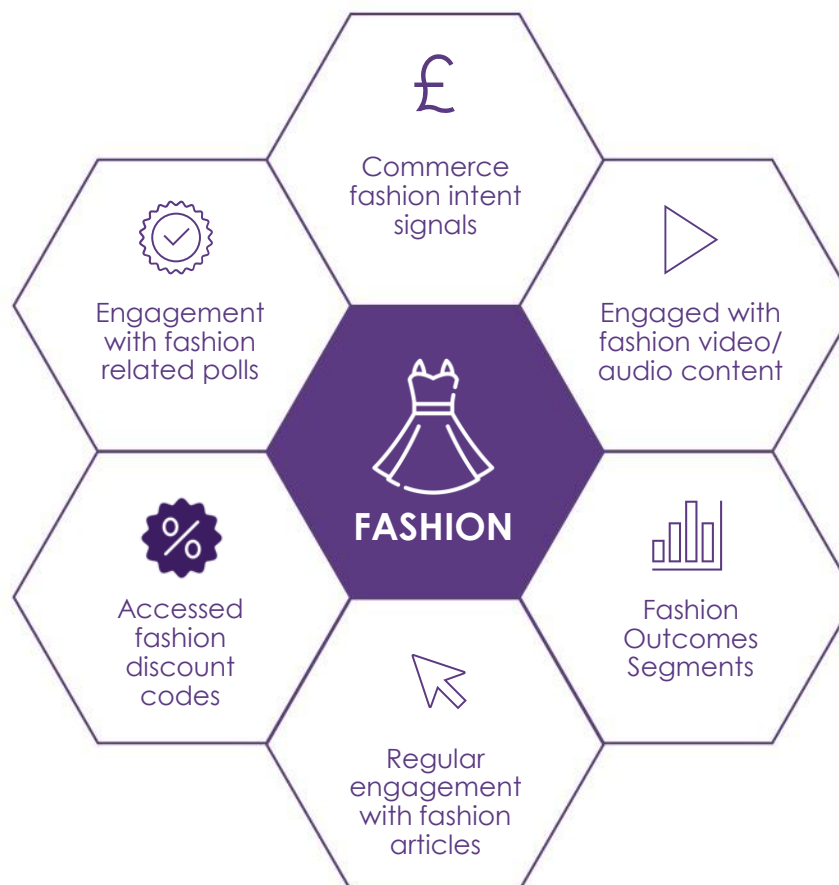 £
Commerce
fashion intent
signals
Engagement
with fashion
related polls
Engaged with
fashion video/
audio content
FASHION
%
Accessed
fashion
discount
codes
Fashion
Outcomes
Segments
Regular
engagement
with fashion
articles